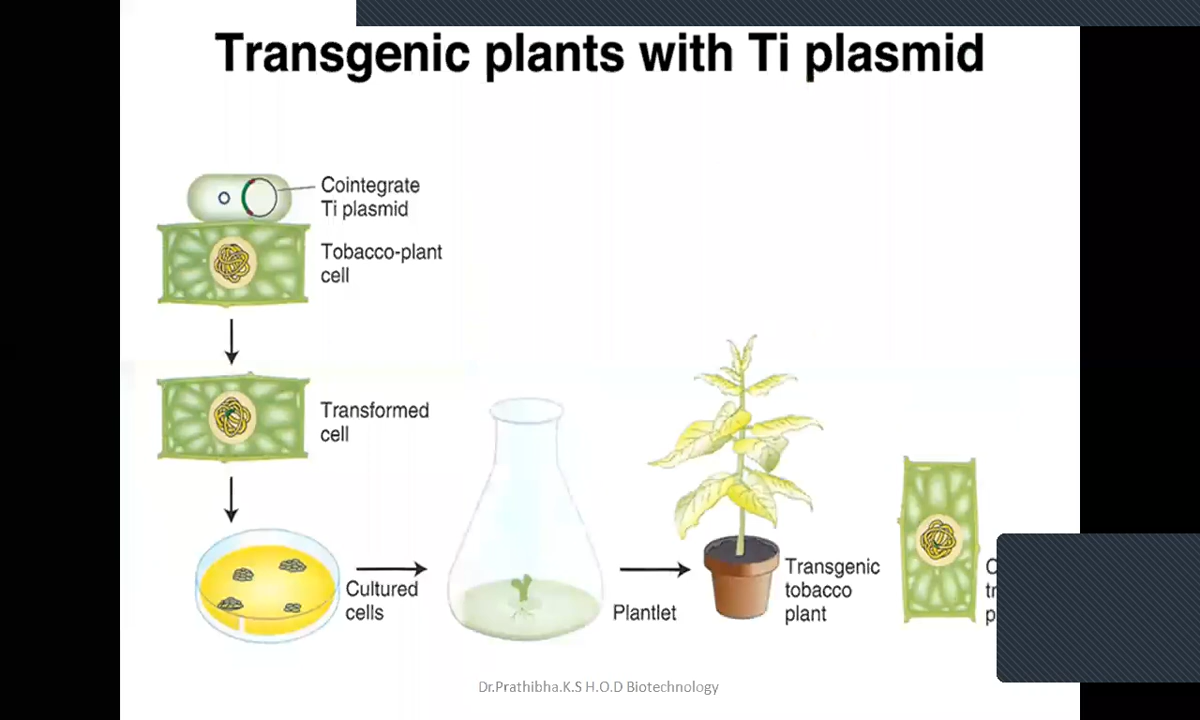 Transgenic plants with Ti plasmid
Cointegrate
Ti plasmid
Tobacco-plant
cell
Transformed
cell
Cultured
cells
Plantlet
Transgenic
tobacco
plant
Dr.Prathibha.K.S H.O.D Biotechnology